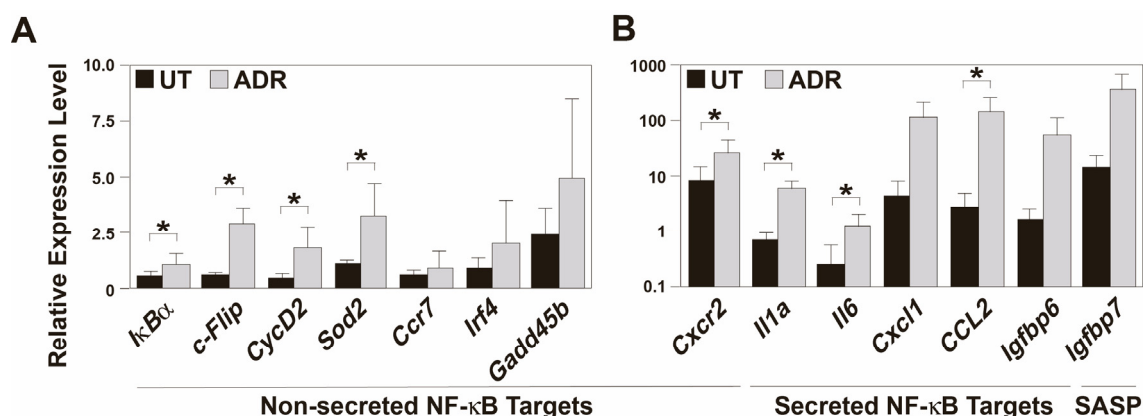 A
B
Relative Expression Level
10.0
7.5
5.0
2.5
0
UT ADR
* * * *
IκBα c-Flip CycD2 Sod2 Ccr7 Irf4 Gadd45b
1000
100
10
1
0.1
UT ADR
* * * *
Cxcr2 Il1a Il6 Cxcl1 CCL2 Igfbp6 Igfbp7
Non-secreted NF-κB Targets
Secreted NF-κB Targets
SASP